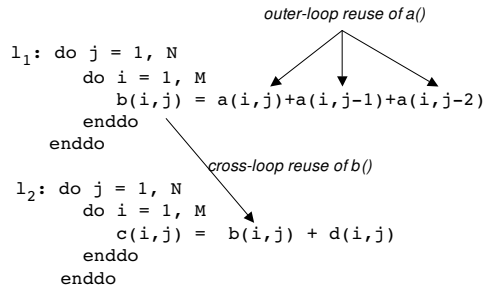 outer-loop reuse of a()
l1: do j = 1, N
do i = 1, M
b(i,j) = a(i,j)+a(i,j-1)+a(i,j-2)
enddo
enddo
cross-loop reuse of b()
l2: do j = 1, N
do i = 1, M
c(i,j) = b(i,j) + d(i,j)
enddo
enddo